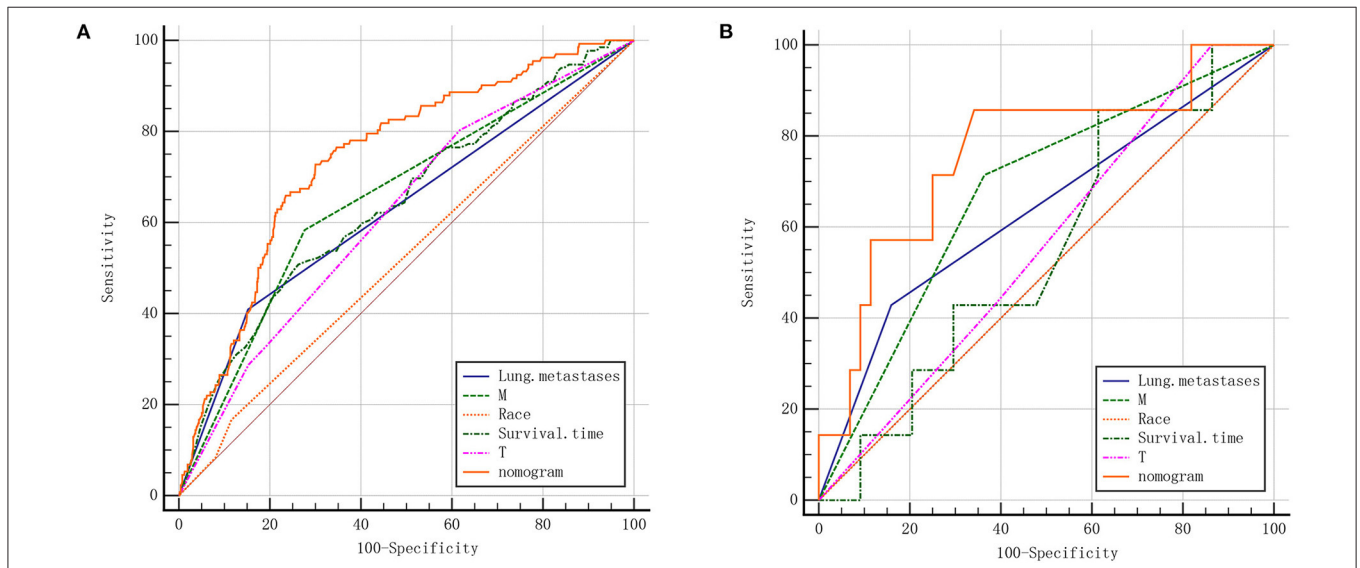 A
100
80
60
40
20
0
Sensitivity
0 20 40 60 80 100
100-Specificity
Lung.metastases
M
Race
Survival.time
T
nomogram
B
100
80
60
40
20
0
Sensitivity
0 20 40 60 80 100
100-Specificity
Lung.metastases
M
Race
Survival.time
T
nomogram